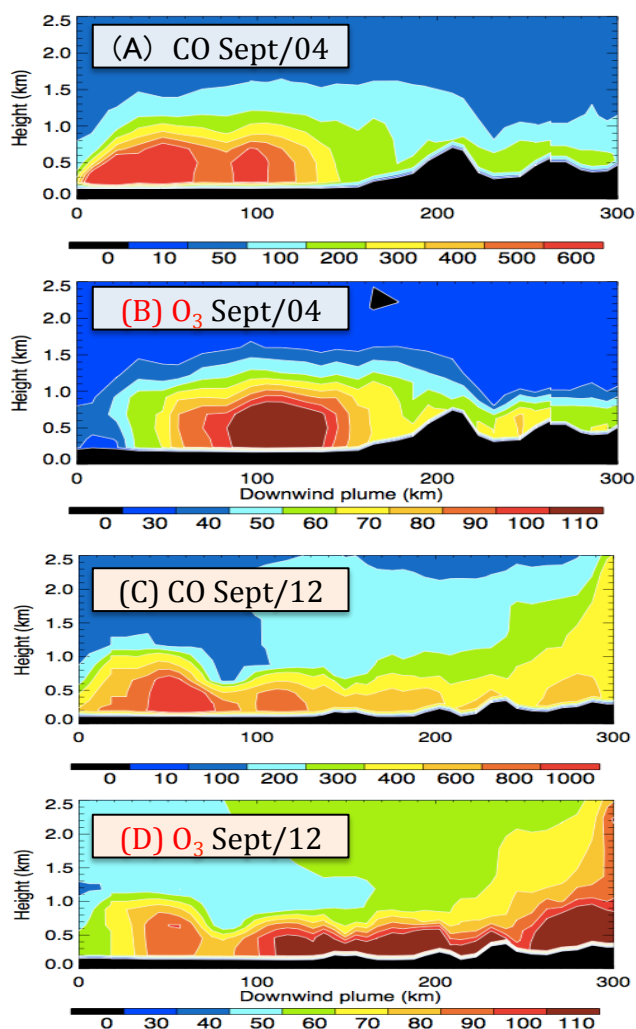 (A) CO Sept/04
Height (km)
2.5
2.0
1.5
1.0
0.5
0.0
0 100 200 300
0 10 50 100 200 300 400 500 600
(B) O₃ Sept/04
Height (km)
2.5
2.0
1.5
1.0
0.5
0.0
0 100 200 300
Downwind plume (km)
0 30 40 50 60 70 80 90 100 110
(C) CO Sept/12
Height (km)
2.5
2.0
1.5
1.0
0.5
0.0
0 100 200 300
0 10 100 200 300 400 600 800 1000
(D) O₃ Sept/12
Height (km)
2.5
2.0
1.5
1.0
0.5
0.0
0 100 200 300
Downwind plume (km)
0 30 40 50 60 70 80 90 100 110